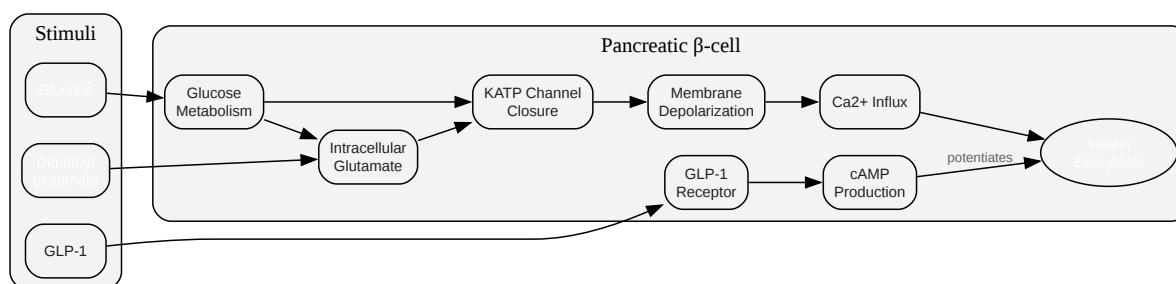 Stimuli
Glucose
Dimethyl
glutamate
GLP-1
Pancreatic β-cell
Glucose
Metabolism
Intracellular
Glutamate
KATP Channel
Closure
Membrane
Depolarization
Ca2+ Influx
GLP-1
Receptor
cAMP
Production
potentiates
Insulin
Exocytosis